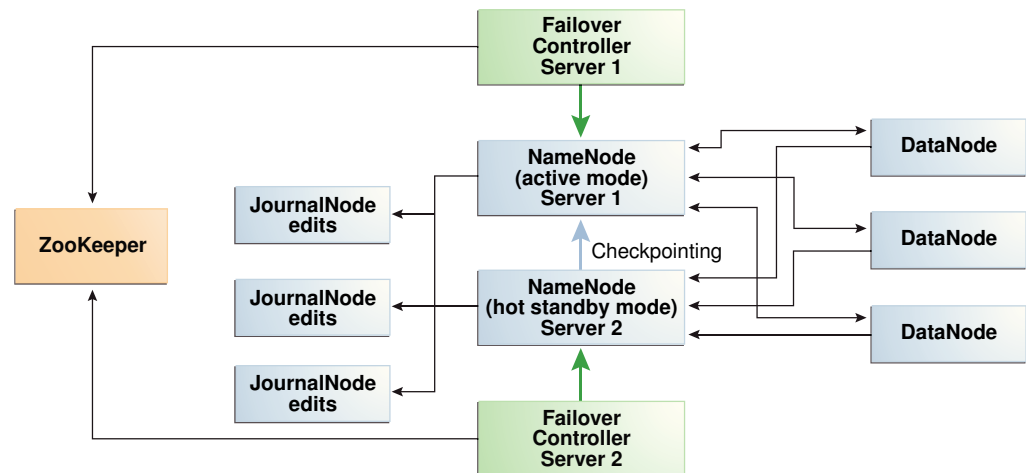 Failover
Controller
Server 1
NameNode
(active mode)
Server 1
DataNode
JournalNode
edits
ZooKeeper
DataNode
Checkpointing
NameNode
(hot standby mode)
Server 2
JournalNode
edits
DataNode
JournalNode
edits
Failover
Controller
Server 2